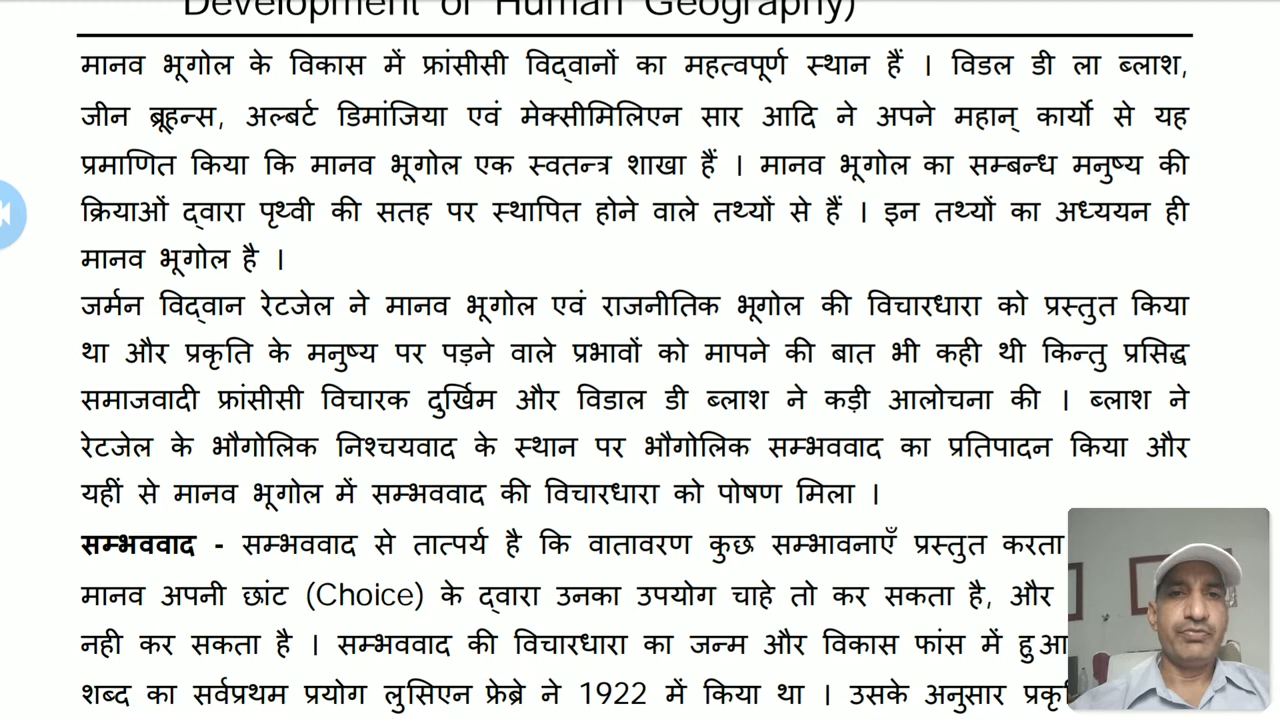 Development of Human Geography)
मानव भूगोल के विकास में फ्रांसीसी विद्वानों का महत्वपूर्ण स्थान हैं । विडल डी ला ब्लाश,
जीन ब्रूहन्स, अल्बर्ट डिमांजिया एवं मेक्सीमिलिएन सार आदि ने अपने महान् कार्यो से यह
प्रमाणित किया कि मानव भूगोल एक स्वतन्त्र शाखा हैं । मानव भूगोल का सम्बन्ध मनुष्य की
क्रियाओं द्वारा पृथ्वी की सतह पर स्थापित होने वाले तथ्यों से हैं । इन तथ्यों का अध्ययन ही
मानव भूगोल है ।
जर्मन विद्वान रेटजेल ने मानव भूगोल एवं राजनीतिक भूगोल की विचारधारा को प्रस्तुत किया
था और प्रकृति के मनुष्य पर पड़ने वाले प्रभावों को मापने की बात भी कही थी किन्तु प्रसिद्ध
समाजवादी फ्रांसीसी विचारक दुर्खिम और विडाल डी ब्लाश ने कड़ी आलोचना की । ब्लाश ने
रेटजेल के भौगोलिक निश्चयवाद के स्थान पर भौगोलिक सम्भववाद का प्रतिपादन किया और
यहीं से मानव भूगोल में सम्भववाद की विचारधारा को पोषण मिला ।
सम्भववाद - सम्भववाद से तात्पर्य है कि वातावरण कुछ सम्भावनाएँ प्रस्तुत करता
मानव अपनी छांट (Choice) के द्वारा उनका उपयोग चाहे तो कर सकता है, और
नही कर सकता है । सम्भववाद की विचारधारा का जन्म और विकास फांस में हुआ
शब्द का सर्वप्रथम प्रयोग लुसिएन फ्रेब्रे ने 1922 में किया था । उसके अनुसार